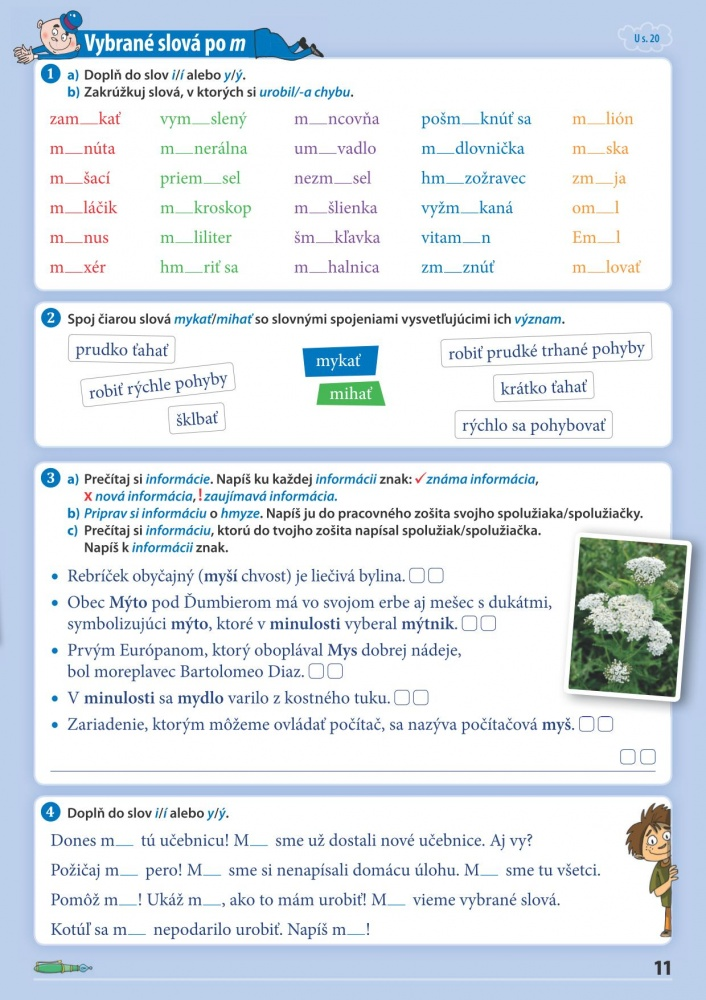 Vybrané slová po m
U s. 20
1 a) Doplň do slov i/í alebo y/ý.
b) Zakrúžkuj slová, v ktorých si urobil/-a chybu.
zam__kať vym__slený m__ncovňa pošm__knúť sa m__lión
m__núta m__nerálna um__vadlo m__dlovnička m__ska
m__šací priem__sel nezm__sel hm__zožravec zm__ja
m__láčik m__kroskop m__šlienka vyžm__kaná om__l
m__nus m__liliter šm__kľavka vitam__n Em__l
m__xér hm__riť sa m__halnica zm__znúť m__lovať
2 Spoj čiarou slová mykať/mihať so slovnými spojeniami vysvetľujúcimi ich význam.
prudko ťahať
robiť rýchle pohyby
šklbať
mykať
mihať
robiť prudké trhané pohyby
krátko ťahať
rýchlo sa pohybovať
3 a) Prečítaj si informácie. Napíš ku každej informácii znak: ✓známa informácia,
x nová informácia, ! zaujímavá informácia.
b) Priprav si informáciu o hmyze. Napíš ju do pracovného zošita svojho spolužiaka/spolužiačky.
c) Prečítaj si informáciu, ktorú do tvojho zošita napísal spolužiak/spolužiačka.
Napíš k informácii znak.
• Rebríček obyčajný (myší chvost) je liečivá bylina.
• Obec Mýto pod Ďumbierom má vo svojom erbe aj mešec s dukátmi,
symbolizujúci mýto, ktoré v minulosti vyberal mýtnik.
• Prvým Európanom, ktorý oboplával Mys dobrej nádeje,
bol moreplavec Bartolomeo Diaz.
• V minulosti sa mydlo varilo z kostného tuku.
• Zariadenie, ktorým môžeme ovládať počítač, sa nazýva počítačová myš.
4 Doplň do slov i/í alebo y/ý.
Dones m__ tú učebnicu! M__ sme už dostali nové učebnice. Aj vy?
Požičaj m__ pero! M__ sme si nenapísali domácu úlohu. M__ sme tu všetci.
Pomôž m__! Ukáž m__, ako to mám urobiť! M__ vieme vybrané slová.
Kotúľ sa m__ nepodarilo urobiť. Napíš m__!
11